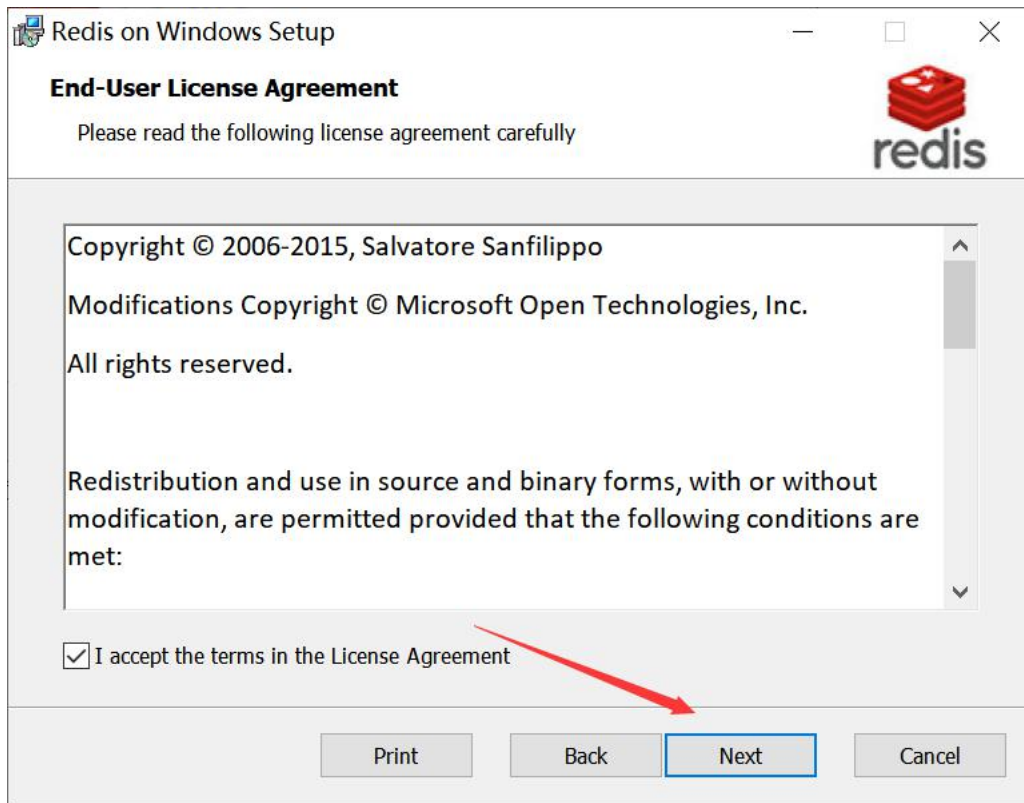 Redis on Windows Setup
End-User License Agreement
Please read the following license agreement carefully
redis
Copyright © 2006-2015, Salvatore Sanfilippo
Modifications Copyright © Microsoft Open Technologies, Inc.
All rights reserved.
Redistribution and use in source and binary forms, with or without
modification, are permitted provided that the following conditions are
met:
I accept the terms in the License Agreement
Print Back Next Cancel